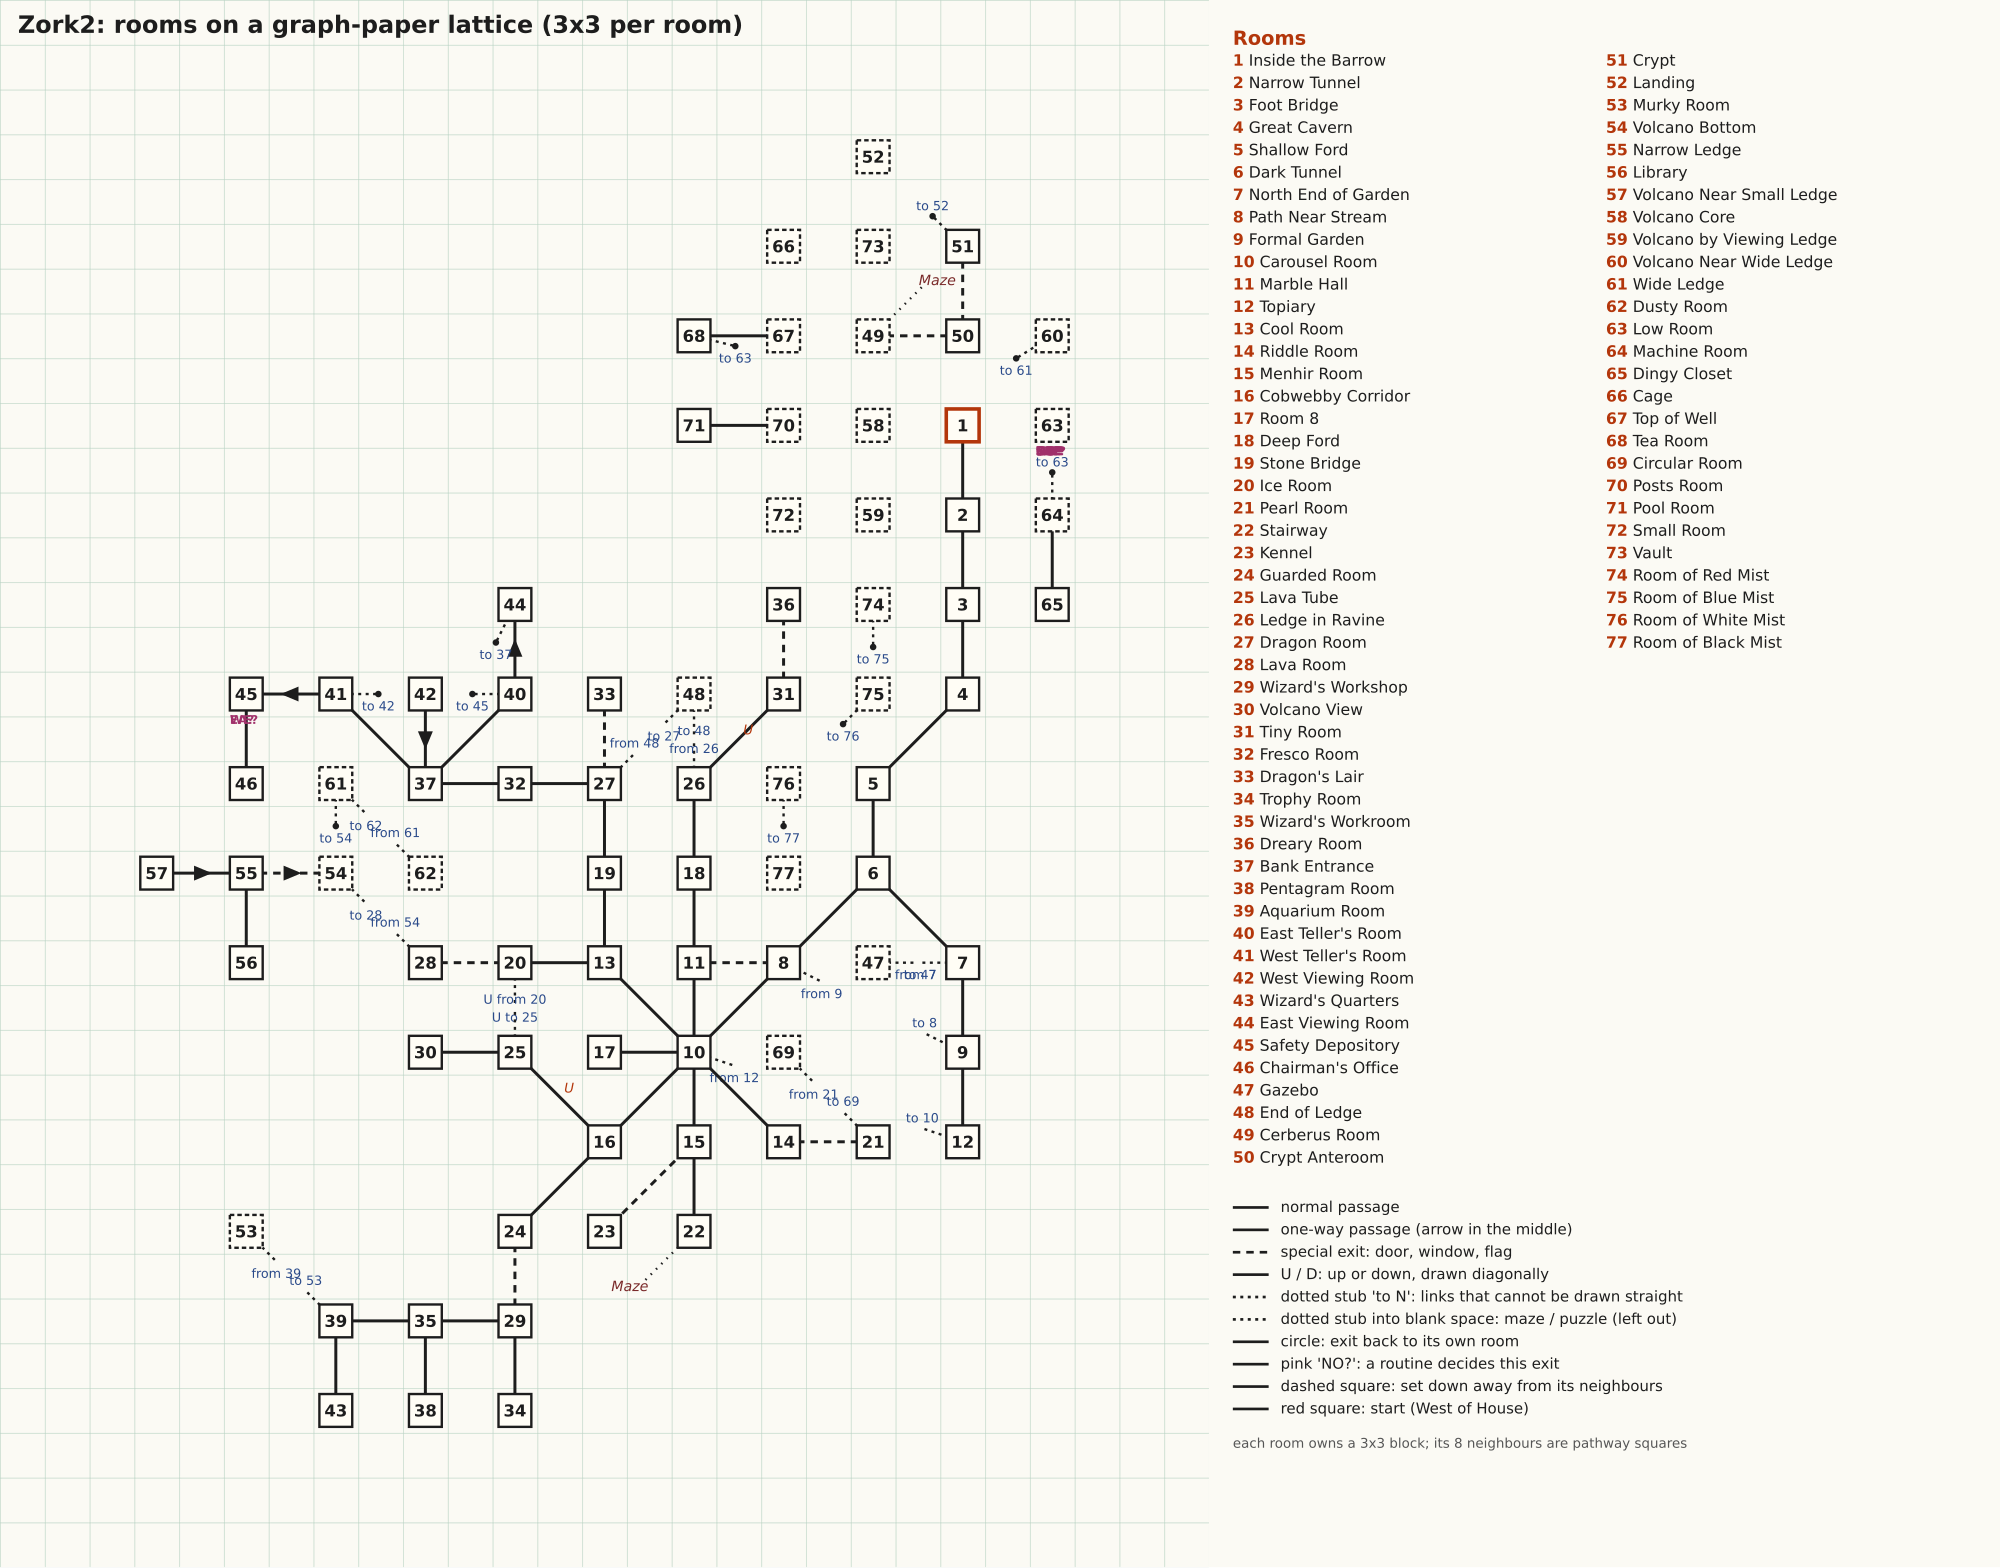 Zork2: rooms on a graph-paper lattice (3x3 per room)
52
to 52
66
73
51
Maze
68
67
49
50
60
to 63
to 61
71
70
58
1
63
to 63
72
59
2
64
44
36
74
3
65
to 37
to 75
45
41
42
40
33
48
31
75
4
to 42
to 45
to 27
to 48
U
to 76
from 48
from 26
46
61
37
32
27
26
76
5
to 62
from 61
to 54
to 77
57
55
54
62
19
18
77
6
to 28
from 54
56
28
20
13
11
8
47
7
from 7
to 47
from 9
U from 20
U to 25
to 8
30
25
17
10
69
9
from 12
U
from 21
to 69
to 10
16
15
14
21
12
53
24
23
22
from 39
to 53
Maze
39
35
29
43
38
34
Rooms
1 Inside the Barrow
2 Narrow Tunnel
3 Foot Bridge
4 Great Cavern
5 Shallow Ford
6 Dark Tunnel
7 North End of Garden
8 Path Near Stream
9 Formal Garden
10 Carousel Room
11 Marble Hall
12 Topiary
13 Cool Room
14 Riddle Room
15 Menhir Room
16 Cobwebby Corridor
17 Room 8
18 Deep Ford
19 Stone Bridge
20 Ice Room
21 Pearl Room
22 Stairway
23 Kennel
24 Guarded Room
25 Lava Tube
26 Ledge in Ravine
27 Dragon Room
28 Lava Room
29 Wizard's Workshop
30 Volcano View
31 Tiny Room
32 Fresco Room
33 Dragon's Lair
34 Trophy Room
35 Wizard's Workroom
36 Dreary Room
37 Bank Entrance
38 Pentagram Room
39 Aquarium Room
40 East Teller's Room
41 West Teller's Room
42 West Viewing Room
43 Wizard's Quarters
44 East Viewing Room
45 Safety Depository
46 Chairman's Office
47 Gazebo
48 End of Ledge
49 Cerberus Room
50 Crypt Anteroom
51 Crypt
52 Landing
53 Murky Room
54 Volcano Bottom
55 Narrow Ledge
56 Library
57 Volcano Near Small Ledge
58 Volcano Core
59 Volcano by Viewing Ledge
60 Volcano Near Wide Ledge
61 Wide Ledge
62 Dusty Room
63 Low Room
64 Machine Room
65 Dingy Closet
66 Cage
67 Top of Well
68 Tea Room
69 Circular Room
70 Posts Room
71 Pool Room
72 Small Room
73 Vault
74 Room of Red Mist
75 Room of Blue Mist
76 Room of White Mist
77 Room of Black Mist
normal passage
one-way passage (arrow in the middle)
special exit: door, window, flag
U / D: up or down, drawn diagonally
dotted stub 'to N': links that cannot be drawn straight
dotted stub into blank space: maze / puzzle (left out)
circle: exit back to its own room
pink 'NO?': a routine decides this exit
dashed square: set down away from its neighbours
red square: start (West of House)
each room owns a 3x3 block; its 8 neighbours are pathway squares